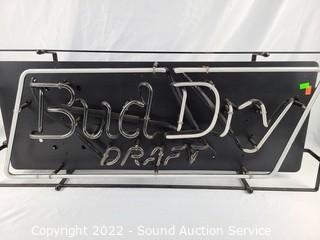 Bud Dry
DRAFT
Copyright 2022 - Sound Auction Service